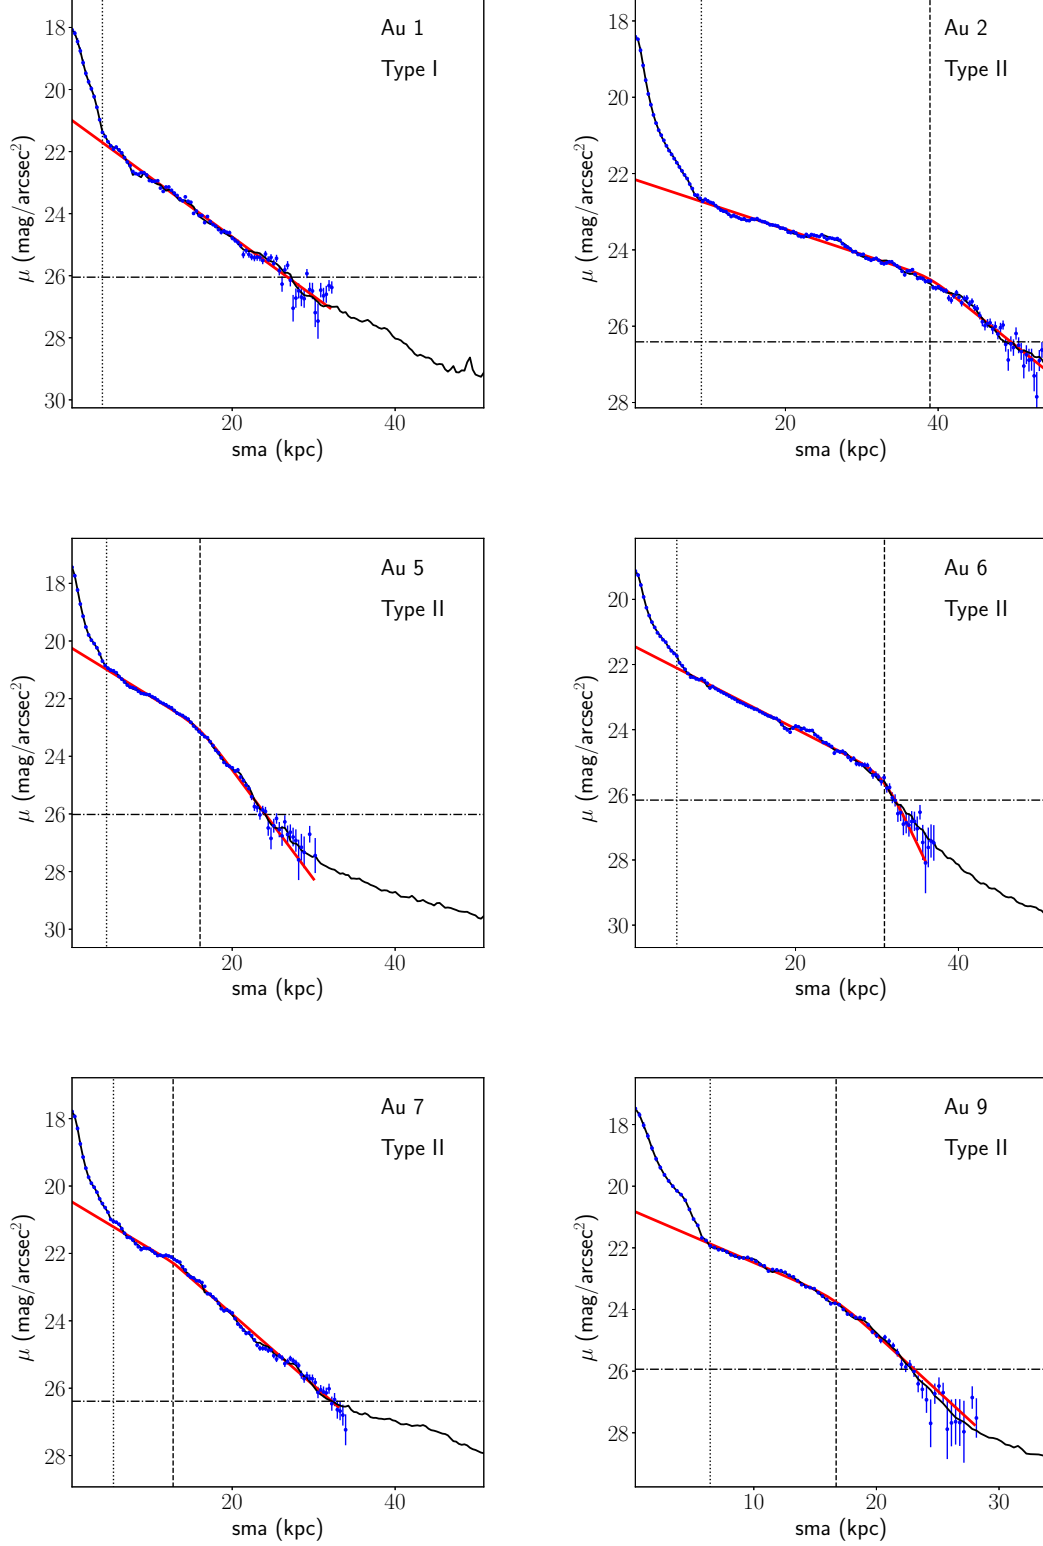 Au 1
Type I
18
20
22
24
26
28
30
μ (mag/arcsec²)
20
40
sma (kpc)
Au 2
Type II
18
20
22
24
26
28
μ (mag/arcsec²)
20
40
sma (kpc)
Au 5
Type II
18
20
22
24
26
28
30
μ (mag/arcsec²)
20
40
sma (kpc)
Au 6
Type II
20
22
24
26
28
30
μ (mag/arcsec²)
20
40
sma (kpc)
Au 7
Type II
18
20
22
24
26
28
μ (mag/arcsec²)
20
40
sma (kpc)
Au 9
Type II
18
20
22
24
26
28
μ (mag/arcsec²)
10
20
30
sma (kpc)